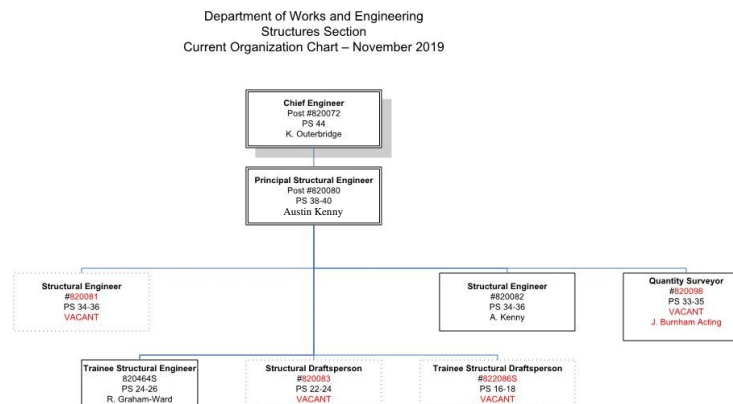 Department of Works and Engineering
Structures Section
Current Organization Chart – November 2019
Chief Engineer
Post #820072
PS 44
K. Outerbridge
Principal Structural Engineer
Post #820080
PS 38-40
Austin Kenny
Structural Engineer
#820081
PS 34-36
VACANT
Structural Engineer
#820082
PS 34-36
A. Kenny
Quantity Surveyor
#820098
PS 33-35
VACANT
J. Burnham Acting
Trainee Structural Engineer
820464S
PS 24-26
R. Graham-Ward
Structural Draftsperson
#820083
PS 22-24
VACANT
Trainee Structural Draftsperson
#822086S
PS 16-18
VACANT